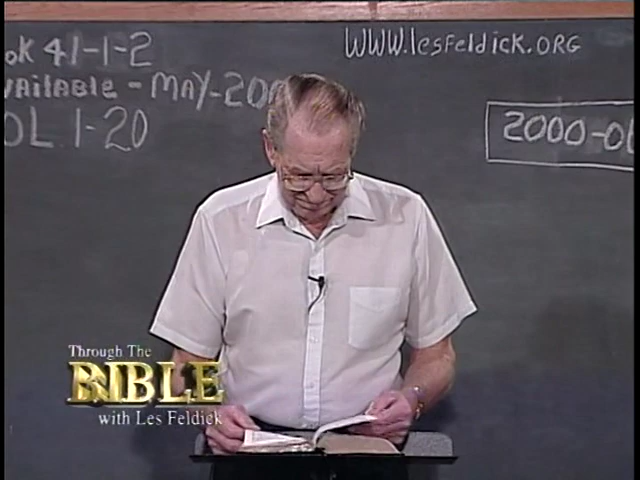 ok 41-1-2
WWW.lesfeldick.ORG
vailable - MAY-200
OL 1-20
2000-0
Through The
BIBLE
with Les Feldick